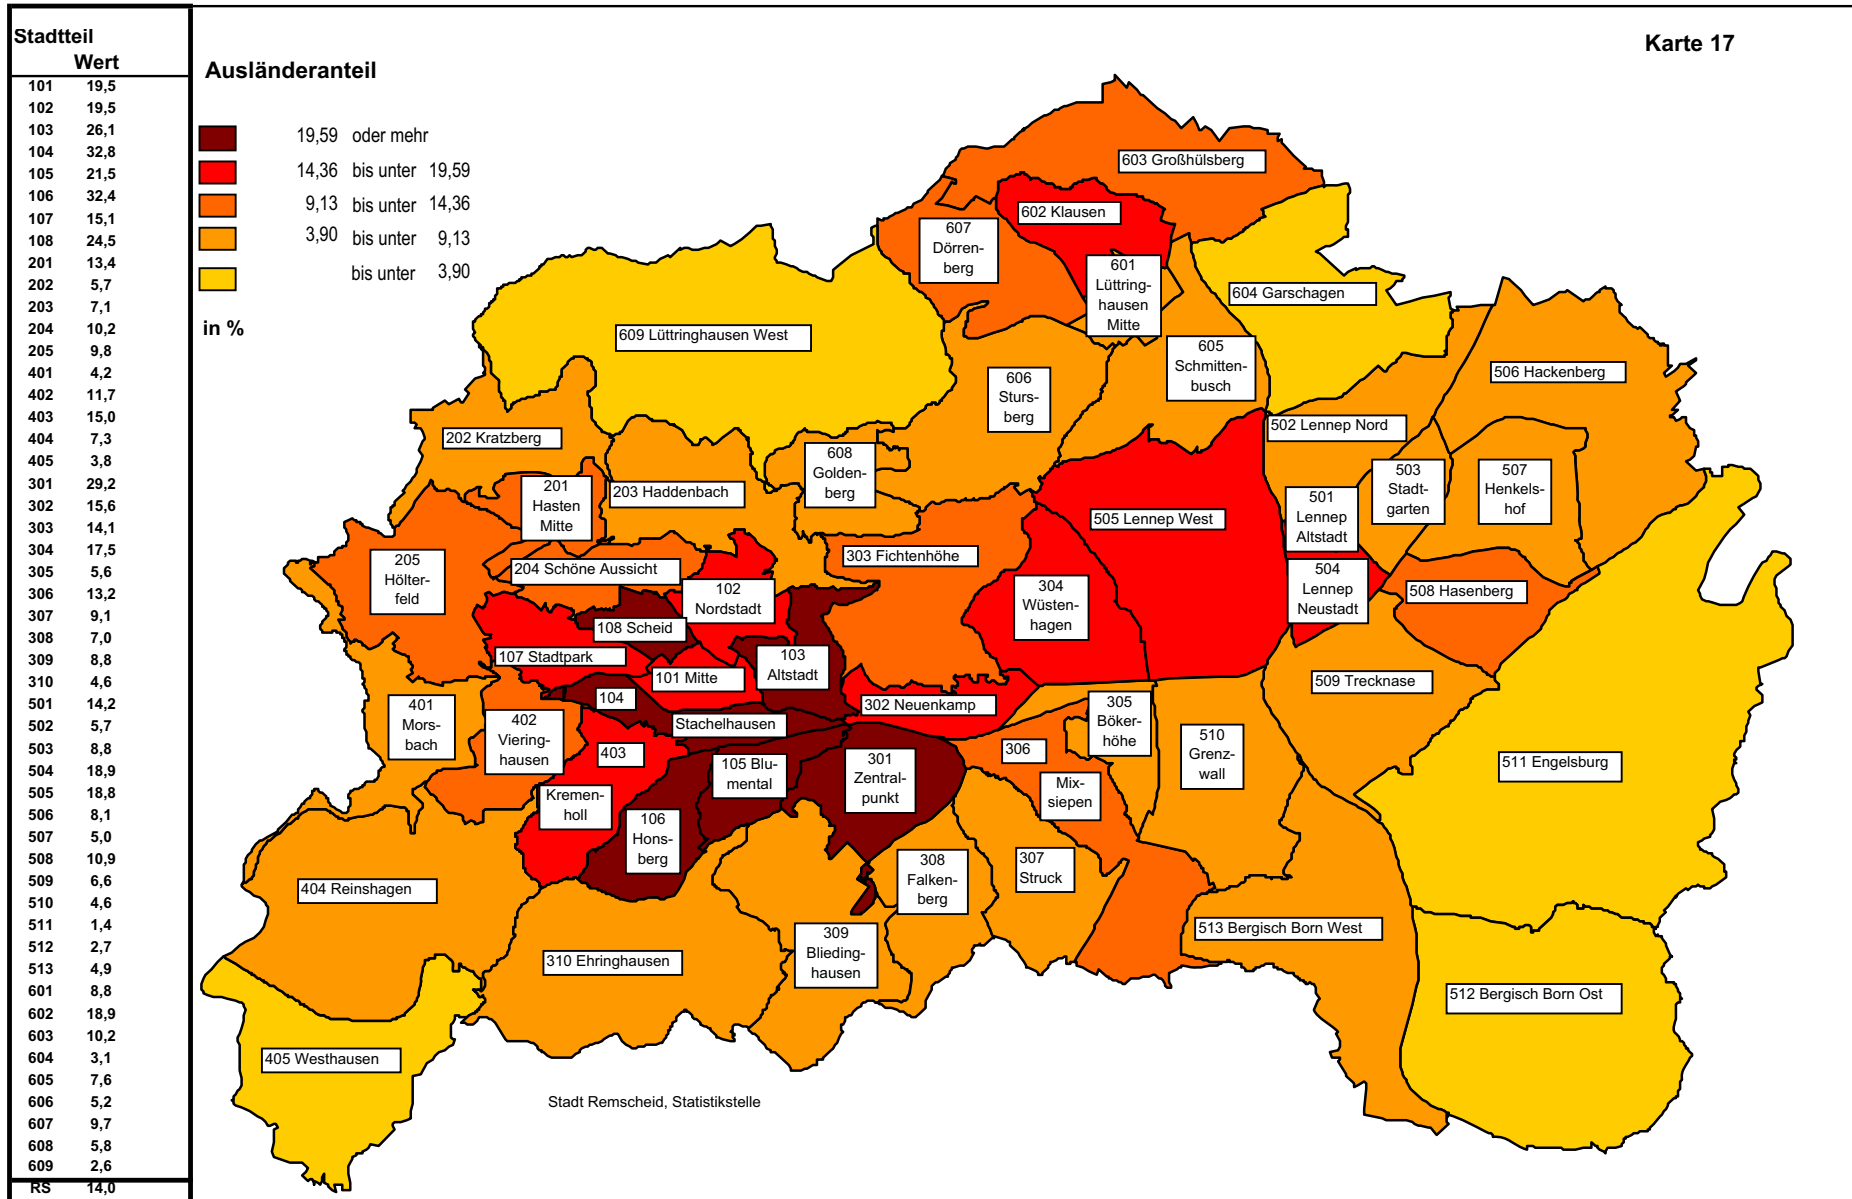 Stadtteil
Wert
101 19,5
102 19,5
103 26,1
104 32,8
105 21,5
106 32,4
107 15,1
108 24,5
201 13,4
202 5,7
203 7,1
204 10,2
205 9,8
401 4,2
402 11,7
403 15,0
404 7,3
405 3,8
301 29,2
302 15,6
303 14,1
304 17,5
305 5,6
306 13,2
307 9,1
308 7,0
309 8,8
310 4,6
501 14,2
502 5,7
503 8,8
504 18,9
505 18,8
506 8,1
507 5,0
508 10,9
509 6,6
510 4,6
511 1,4
512 2,7
513 4,9
601 8,8
602 18,9
603 10,2
604 3,1
605 7,6
606 5,2
607 9,7
608 5,8
609 2,6
RS 14,0
Ausländeranteil
19,59 oder mehr
14,36 bis unter 19,59
9,13 bis unter 14,36
3,90 bis unter 9,13
bis unter 3,90
in %
Karte 17
603 Großhülsberg
602 Klausen
607
Dörren-
berg
601
Lüttring-
hausen
Mitte
604 Garschagen
609 Lüttringhausen West
605
Schmitten-
busch
606
Sturs-
berg
506 Hackenberg
202 Kratzberg
502 Lennep Nord
608
Golden-
berg
503
Stadt-
garten
507
Henkels-
hof
201
Hasten
Mitte
203 Haddenbach
501
Lennep
Altstadt
505 Lennep West
205
Hölter-
feld
204 Schöne Aussicht
303 Fichtenhöhe
102
Nordstadt
304
Wüsten-
hagen
504
Lennep
Neustadt
508 Hasenberg
108 Scheid
107 Stadtpark
103
Altstadt
101 Mitte
509 Trecknase
104
Stachelhausen
302 Neuenkamp
305
Böker-
höhe
401
Mors-
bach
402
Viering-
hausen
403
Kremen-
holl
105 Blu-
mental
301
Zentral-
punkt
306
Mix-
siepen
510
Grenz-
wall
511 Engelsburg
106
Hons-
berg
307
Struck
308
Falken-
berg
404 Reinshagen
309
Blieding-
hausen
513 Bergisch Born West
310 Ehringhausen
512 Bergisch Born Ost
405 Westhausen
Stadt Remscheid, Statistikstelle